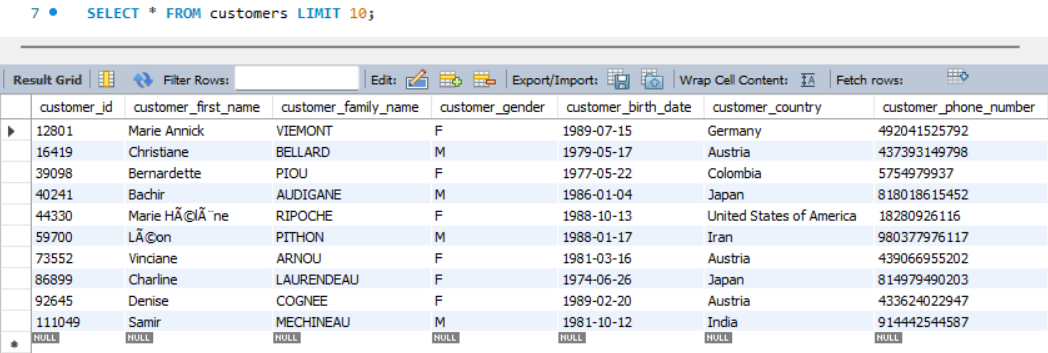 7 SELECT * FROM customers LIMIT 10;
Result Grid Filter Rows: Edit: Export/Import: Wrap Cell Content: Fetch rows:
customer_id customer_first_name customer_family_name customer_gender customer_birth_date customer_country customer_phone_number
12801 Marie Annick VIEMONT F 1989-07-15 Germany 492041525792
16419 Christiane BELLARD M 1979-05-17 Austria 437393149798
39098 Bernardette PIOU F 1977-05-22 Colombia 5754979937
40241 Bachir AUDIGANE M 1986-01-04 Japan 818018615452
44330 Marie HÃ©lÃ¨ne RIPOCHE F 1988-10-13 United States of America 18280926116
59700 LÃ©on PITHON M 1988-01-17 Iran 980377976117
73552 Vinciane ARNOU F 1981-03-16 Austria 439066955202
86899 Charline LAURENDEAU F 1974-06-26 Japan 814979490203
92645 Denise COGNEE F 1989-02-20 Austria 433624022947
111049 Samir MECHINEAU M 1981-10-12 India 914442544587
NULL NULL NULL NULL NULL NULL NULL